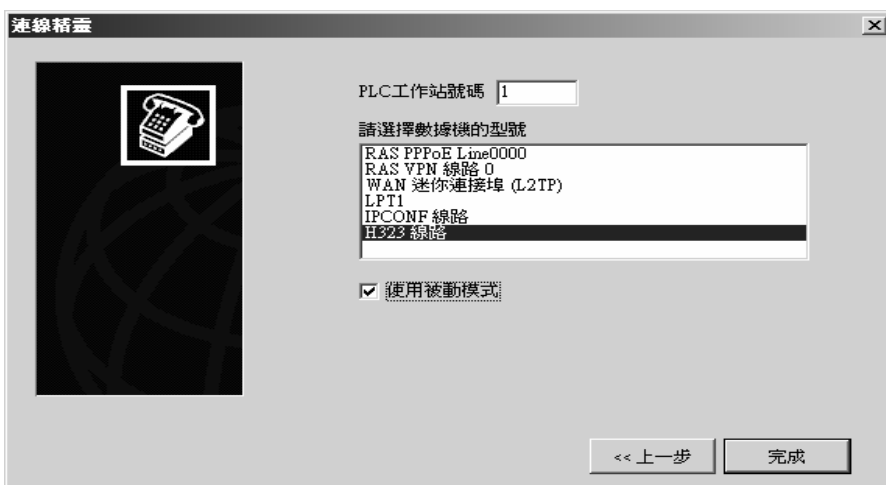 連線精靈
PLC工作站號碼 1
請選擇數據機的型號
RAS PPPoE Line0000
RAS VPN 線路 0
WAN 迷你連接埠 (L2TP)
LPT1
IPCONF 線路
H323 線路
使用被動模式
<< 上一步
完成